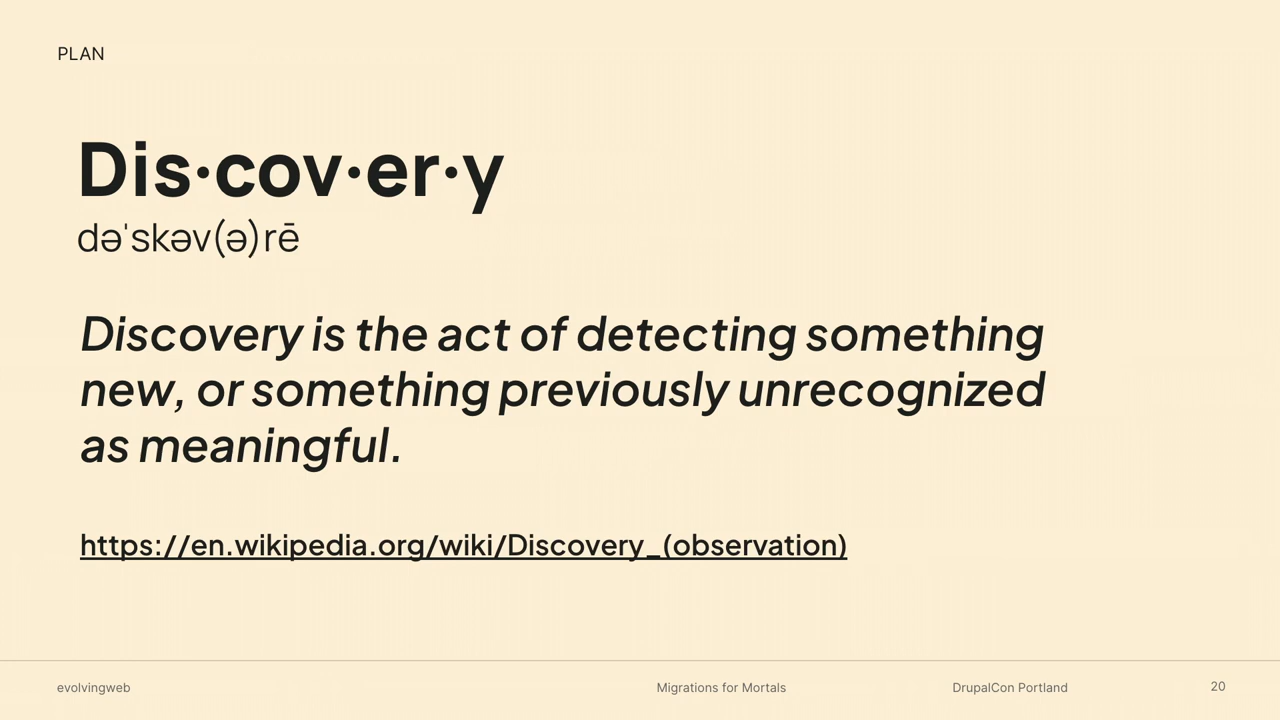 PLAN
Dis·cov·er·y
dəˈskəv(ə)rē
Discovery is the act of detecting something
new, or something previously unrecognized
as meaningful.
https://en.wikipedia.org/wiki/Discovery_(observation)
evolvingweb
Migrations for Mortals
DrupalCon Portland
20